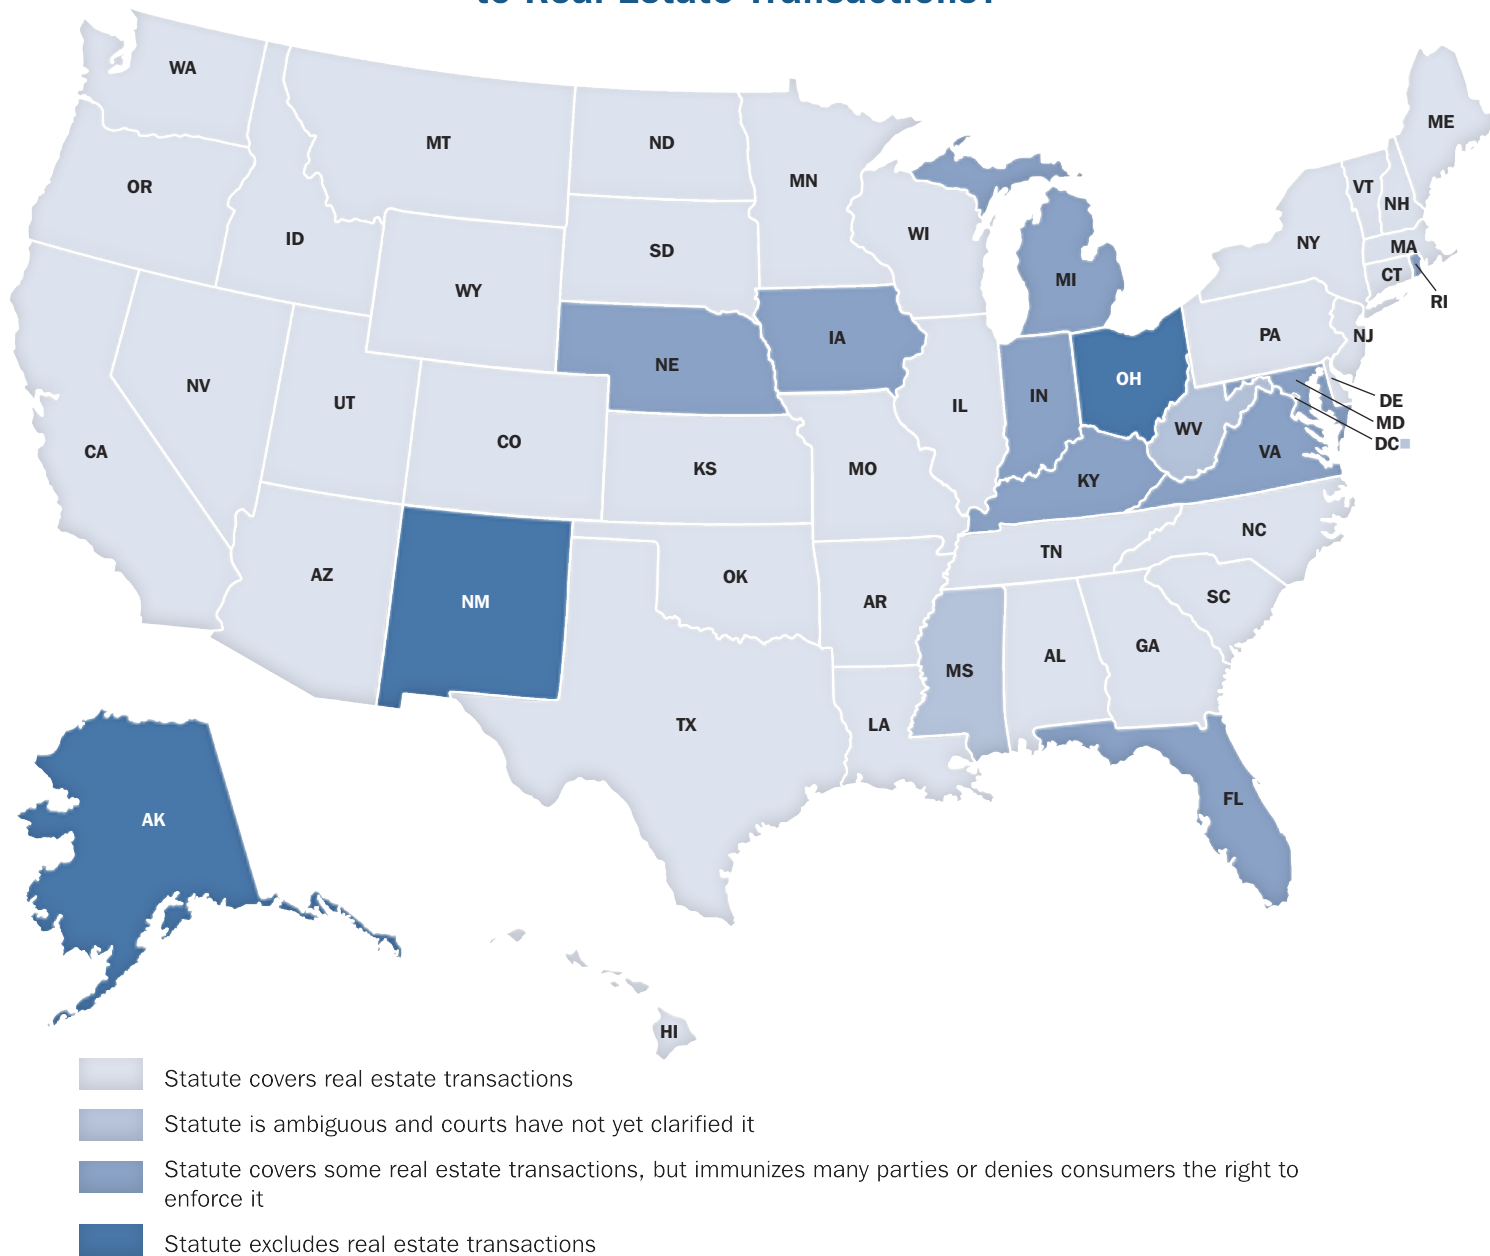 to Real Estate Transactions?
WA
MT
ND
MN
ME
OR
ID
VT
NH
WI
NY
SD
MA
MI
CT
WY
RI
IA
PA
NJ
NE
NV
OH
UT
IN
IL
DE
MD
WV
DC
CO
VA
CA
KS
MO
KY
NC
TN
AZ
OK
NM
AR
SC
GA
AL
MS
TX
LA
FL
AK
HI
Statute covers real estate transactions
Statute is ambiguous and courts have not yet clarified it
Statute covers some real estate transactions, but immunizes many parties or denies consumers the right to
enforce it
Statute excludes real estate transactions